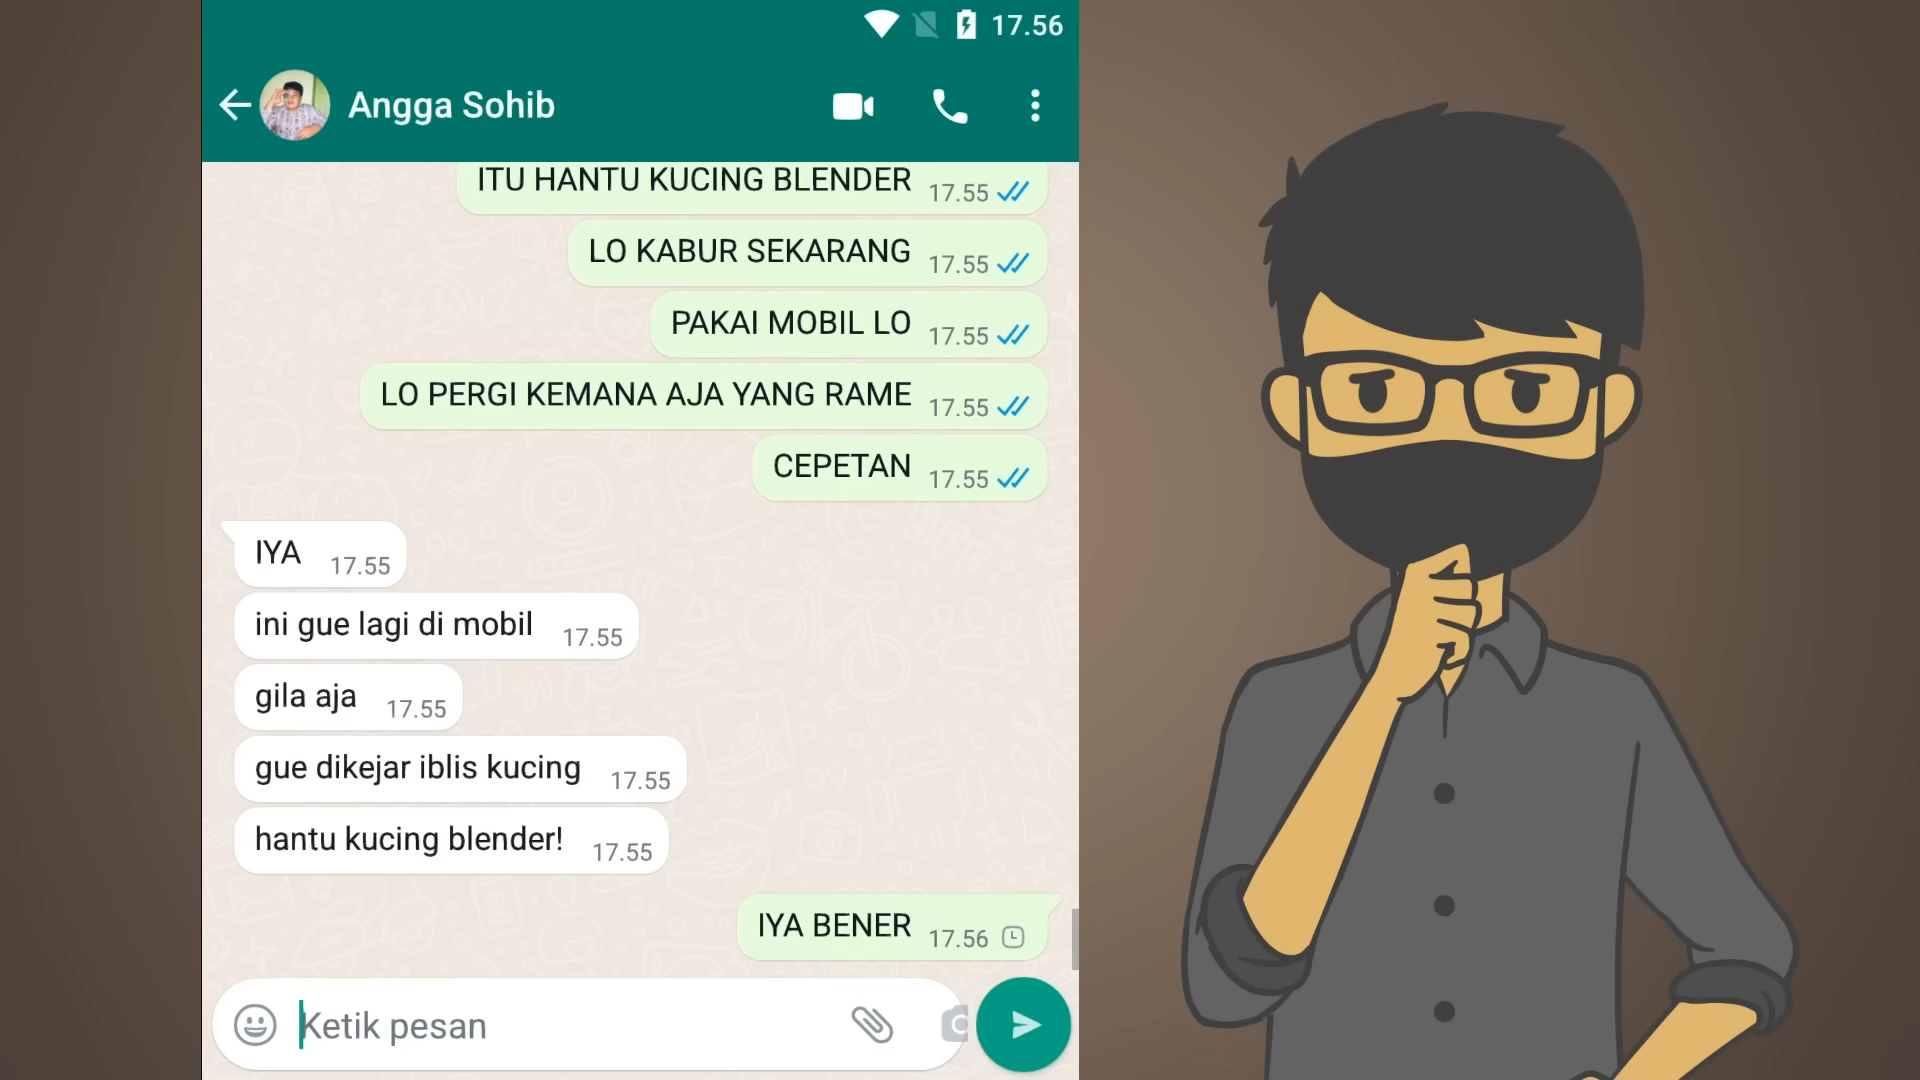 17.56
Angga Sohib
ITU HANTU KUCING BLENDER 17.55
LO KABUR SEKARANG 17.55
PAKAI MOBIL LO 17.55
LO PERGI KEMANA AJA YANG RAME 17.55
CEPETAN 17.55
IYA 17.55
ini gue lagi di mobil 17.55
gila aja 17.55
gue dikejar iblis kucing 17.55
hantu kucing blender! 17.55
IYA BENER 17.56
Ketik pesan